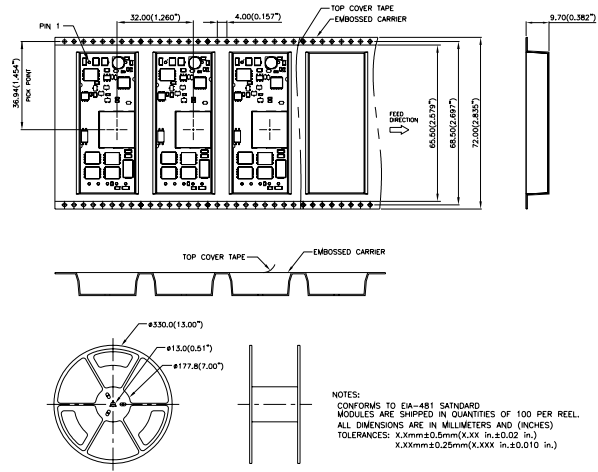 TOP COVER TAPE
EMBOSSED CARRIER
32.00(1.260")
4.00(0.157")
9.70(0.382")
PIN 1
36.94(1.454")
PICK POINT
FEED
DIRECTION
65.50(2.579")
68.50(2.697")
72.00(2.835")
TOP COVER TAPE
EMBOSSED CARRIER
ø330.0(13.00")
ø13.0(0.51")
ø177.8(7.00")
NOTES:
CONFORMS TO EIA-481 SATNDARD
MODULES ARE SHIPPED IN QUANTITIES OF 100 PER REEL.
ALL DIMENSIONS ARE IN MILLIMETERS AND (INCHES)
TOLERANCES: X.Xmm±0.5mm(X.XX in.±0.02 in.)
X.XXmm±0.25mm(X.XXX in.±0.010 in.)